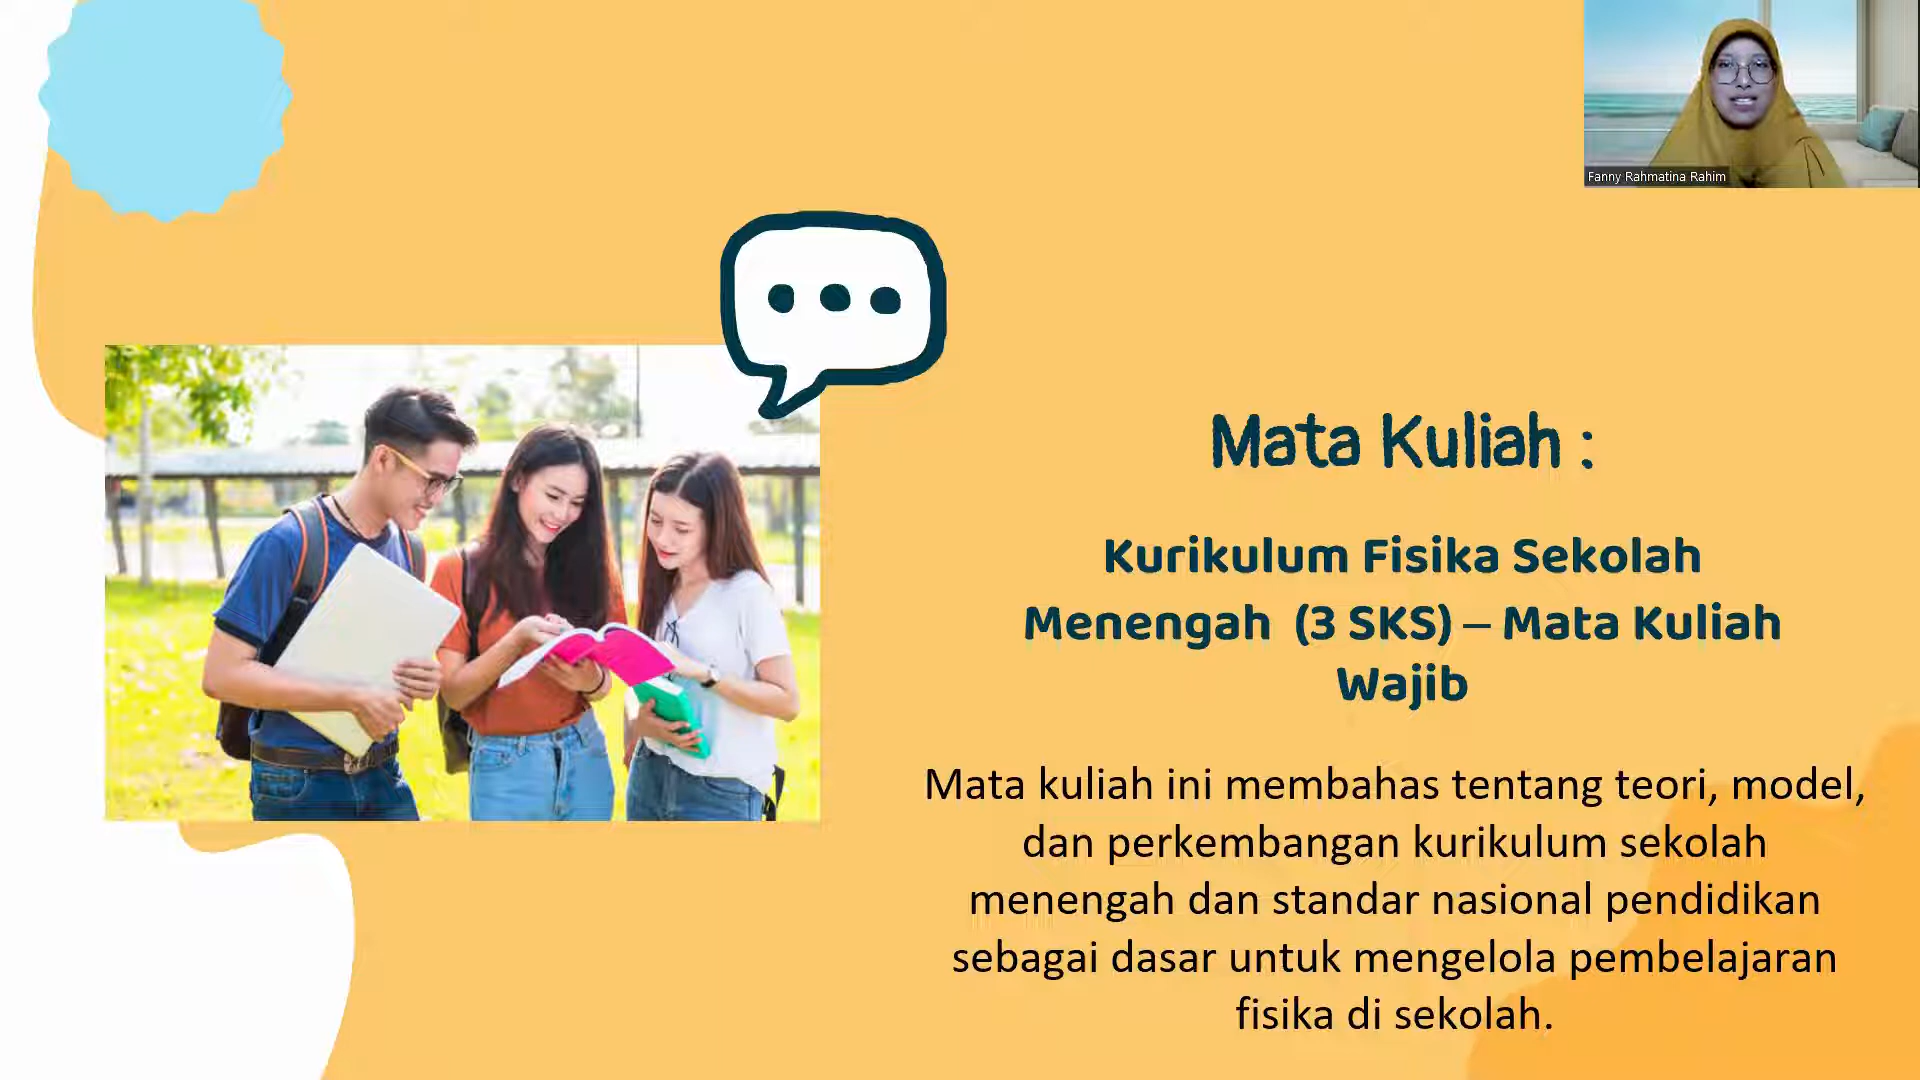 Fanny Rahmatina Rahim
Mata Kuliah :
Kurikulum Fisika Sekolah
Menengah (3 SKS) – Mata Kuliah
Wajib
Mata kuliah ini membahas tentang teori, model,
dan perkembangan kurikulum sekolah
menengah dan standar nasional pendidikan
sebagai dasar untuk mengelola pembelajaran
fisika di sekolah.